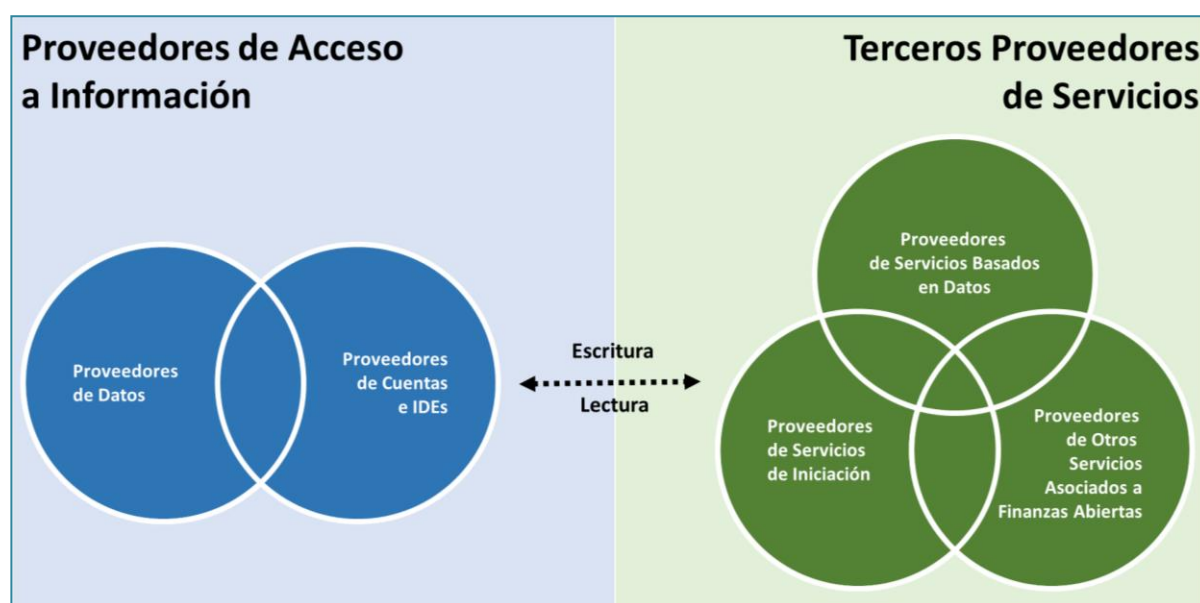 Proveedores de Acceso
a Información
Terceros Proveedores
de Servicios
Proveedores
de Datos
Proveedores
de Cuentas
e IDEs
Escritura
Lectura
Proveedores
de Servicios Basados
en Datos
Proveedores
de Servicios
de Iniciación
Proveedores
de Otros
Servicios
Asociados a
Finanzas Abiertas